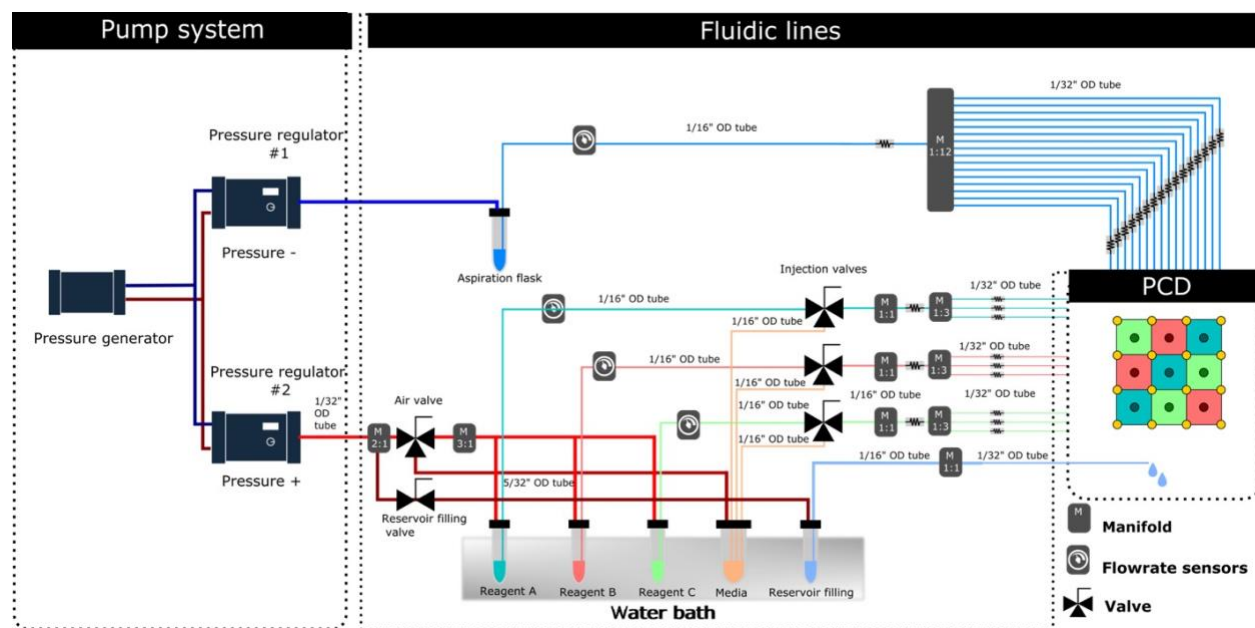 Pump system
Fluidic lines
1/32" OD tube
Pressure regulator
#1
1/16" OD tube
M
1:12
Pressure -
Aspiration flask
Injection valves
PCD
Pressure generator
1/16" OD tube
1/32" OD tube
M
1:1
M
1:3
1/16" OD tube
Pressure regulator
#2
1/32"
OD
tube
Air valve
1/16" OD tube
M
1:1
M
1:3
1/32" OD tube
1/16" OD tube
1/16" OD tube
1/16" OD tube
1/32" OD tube
M
2:1
M
3:1
1/16" OD tube
M
1:1
M
1:3
Pressure +
5/32" OD tube
1/16" OD tube
M
1:1
1/32" OD tube
Reservoir filling
valve
Reagent A
Reagent B
Reagent C
Media
Reservoir filling
Water bath
M
Manifold
Flowrate sensors
Valve